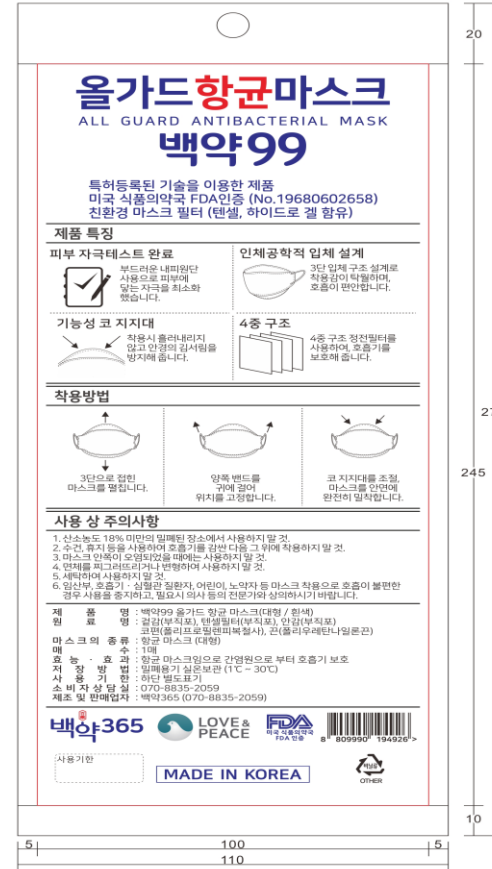 올가드항균마스크
ALL GUARD ANTIBACTERIAL MASK
백약99
특허등록된 기술을 이용한 제품
미국 식품의약국 FDA인증 (No.19680602658)
친환경 마스크 필터 (텐셀, 하이드로 겔 함유)
제품 특징
피부 자극테스트 완료
부드러운 내피원단
사용으로 피부에
닿는 자극을 최소화
했습니다.
인체공학적 입체 설계
3단 입체 구조 설계로
착용감이 탁월하며,
호흡이 편안합니다.
기능성 코 지지대
착용시 흘러내리지
않고 안경의 김서림을
방지해 줍니다.
4중 구조
4중 구조 정전필터를
사용하며, 호흡기를
보호해 줍니다.
착용방법
3단으로 접힌
마스크를 펼칩니다.
양쪽 밴드를
귀에 걸어
위치를 고정합니다.
코 지지대를 조절,
마스크를 안면에
완전히 밀착합니다.
사용 상 주의사항
1. 산소농도 18% 미만의 밀폐된 장소에서 사용하지 말 것.
2. 수건, 휴지 등을 사용하여 호흡기를 감싼 다음 그 위에 착용하지 말 것.
3. 마스크 안쪽이 오염되었을 때에는 사용하지 말 것.
4. 면체를 찌그러뜨리거나 변형하여 사용하지 말 것.
5. 세탁하여 사용하지 말 것.
6. 임산부, 호흡기 · 심혈관 질환자, 어린이, 노약자 등 마스크 착용으로 호흡이 불편한
경우 사용을 중지하고, 필요시 의사 등의 전문가와 상의하시기 바랍니다.
제 품 명 : 백약99 올가드 항균 마스크(대형 / 흰색)
원 료 명 : 겉감(부직포), 텐셀필터(부직포), 안감(부직포)
코편(폴리프로필렌피복철사), 끈(폴리우레탄나일론끈)
마스크의 종류 : 항균 마스크 (대형)
매 수 : 1매
효 능 · 효 과 : 항균 마스크임으로 간염원으로 부터 호흡기 보호
저 장 방 법 : 밀폐용기 실온보관 (1℃ ~ 30℃)
사 용 기 한 : 하단 별도표기
소비자상담실 : 070-8835-2059
제조 및 판매업자 : 백약365 (070-8835-2059)
백약365
LOVE &
PEACE
FDA
미국 식품의약국
FDA 인증
8 809990 194926 >
사용기한
MADE IN KOREA
비닐류
OTHER
20
245
10
5
100
5
110